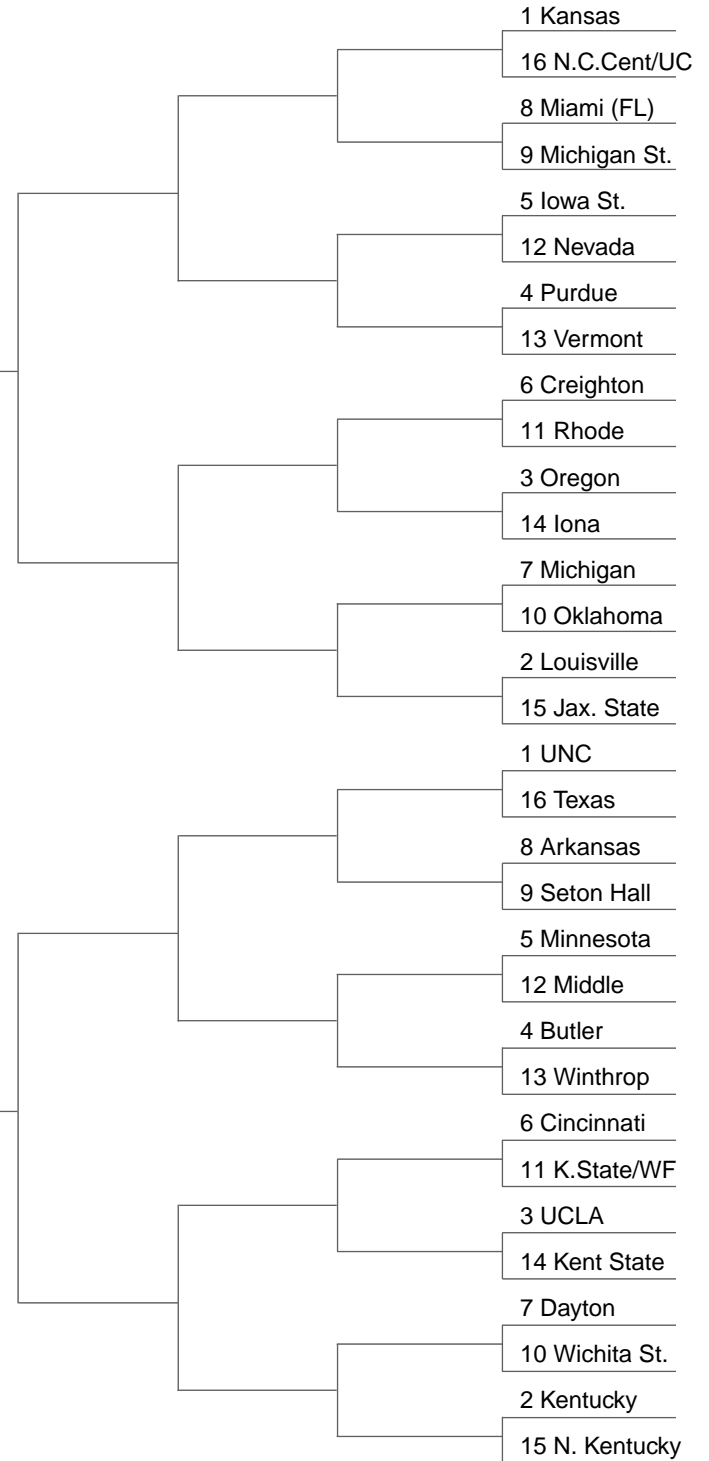 1 Kansas
16 N.C.Cent/UC
8 Miami (FL)
9 Michigan St.
5 Iowa St.
12 Nevada
4 Purdue
13 Vermont
6 Creighton
11 Rhode
3 Oregon
14 Iona
7 Michigan
10 Oklahoma
2 Louisville
15 Jax. State
1 UNC
16 Texas
8 Arkansas
9 Seton Hall
5 Minnesota
12 Middle
4 Butler
13 Winthrop
6 Cincinnati
11 K.State/WF
3 UCLA
14 Kent State
7 Dayton
10 Wichita St.
2 Kentucky
15 N. Kentucky